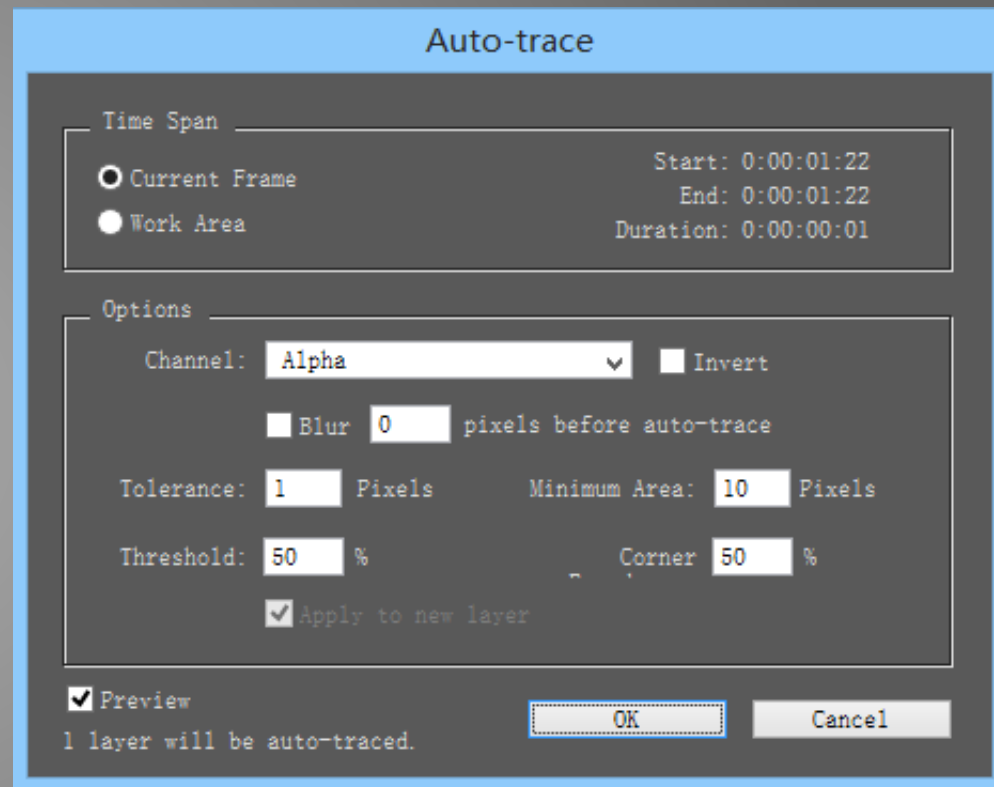 Auto-trace
Time Span
Current Frame
Start: 0:00:01:22
End: 0:00:01:22
Work Area
Duration: 0:00:00:01
Options
Channel: Alpha Invert
Blur 0 pixels before auto-trace
Tolerance: 1 Pixels Minimum Area: 10 Pixels
Threshold: 50 % Corner 50 %
Apply to new layer
Preview
OK Cancel
1 layer will be auto-traced.